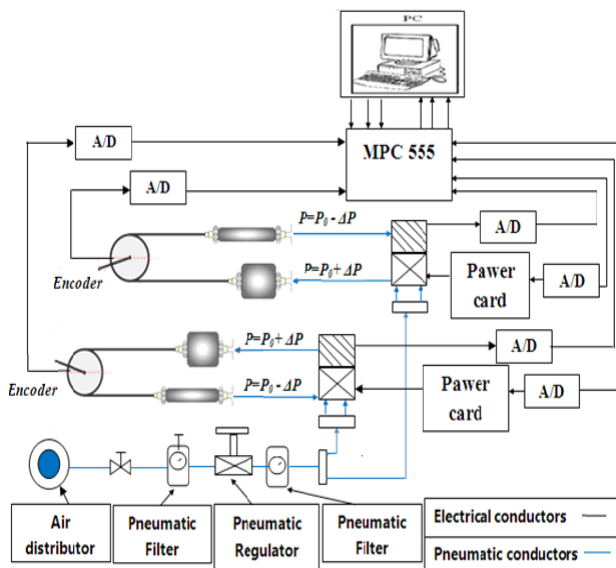 PC
MPC 555
A/D
A/D
P=P0 - ΔP
A/D
Encoder
P=P0 + ΔP
Pawer
card
A/D
P=P0 + ΔP
A/D
Encoder
P=P0 - ΔP
Pawer
card
A/D
Air
distributor
Pneumatic
Filter
Pneumatic
Regulator
Pneumatic
Filter
Electrical conductors
Pneumatic conductors